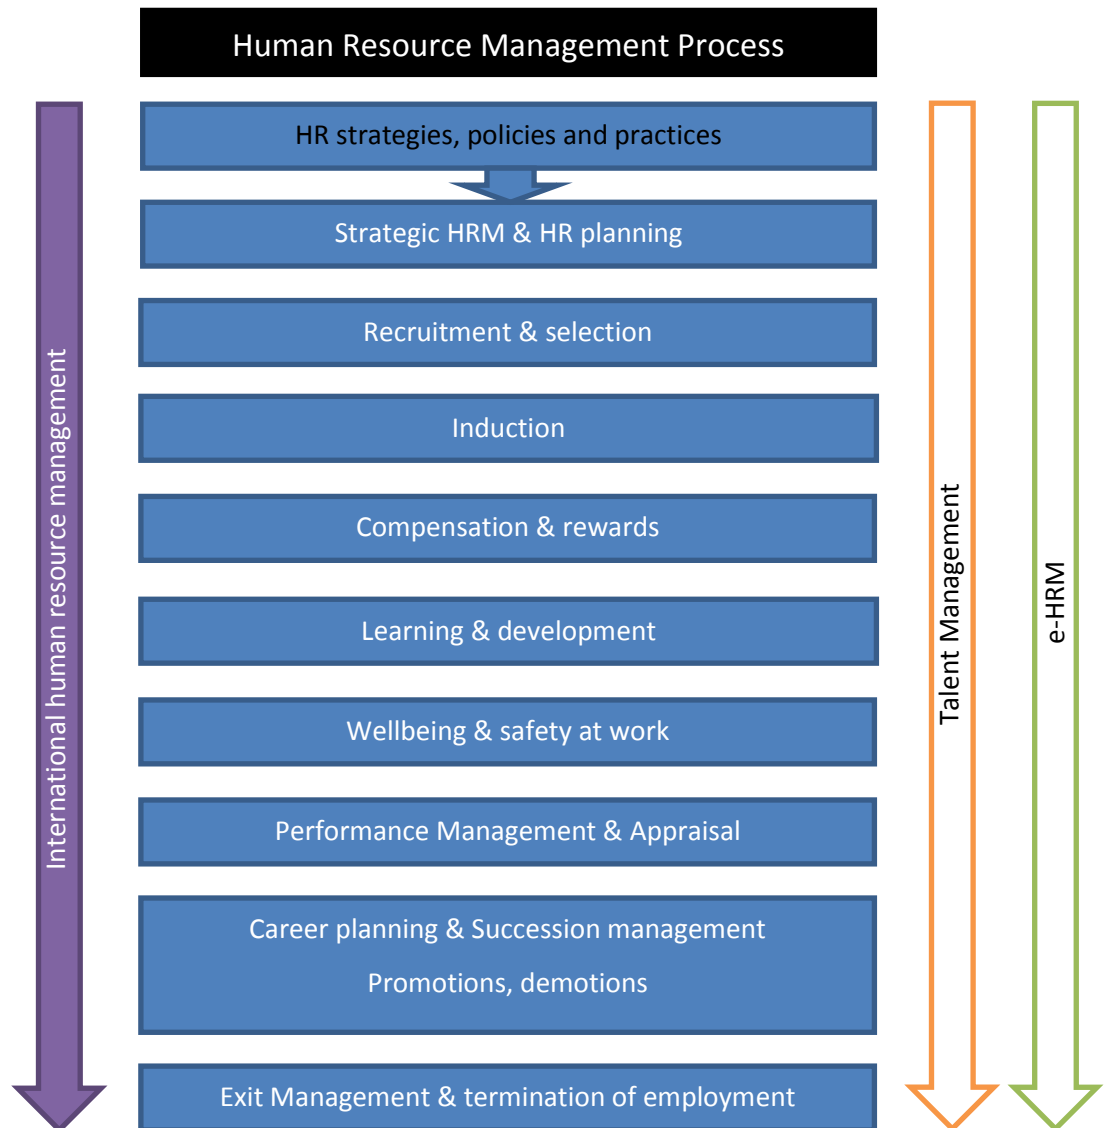 Human Resource Management Process
HR strategies, policies and practices
Strategic HRM & HR planning
Recruitment & selection
Induction
Compensation & rewards
Learning & development
Wellbeing & safety at work
Performance Management & Appraisal
Career planning & Succession management
Promotions, demotions
Exit Management & termination of employment
International human resource management
Talent Management
e-HRM